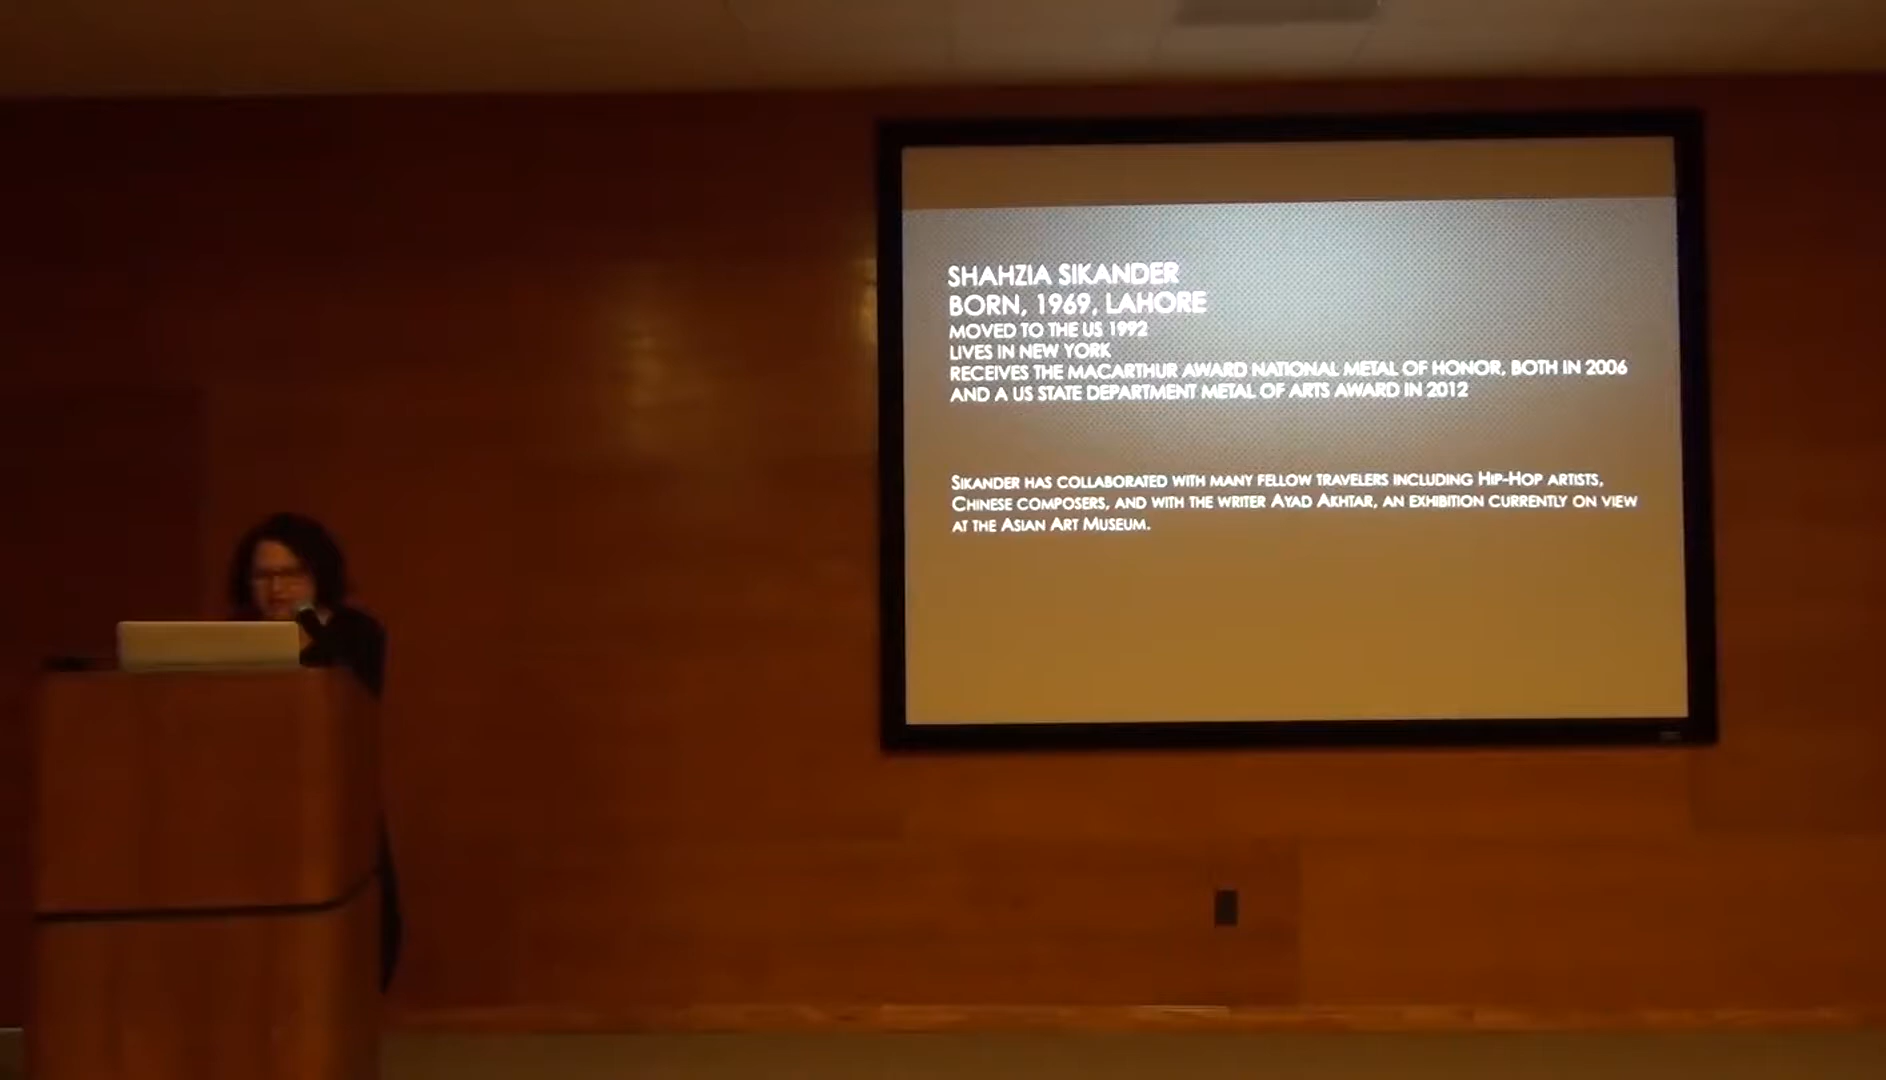 SHAHZIA SIKANDER
BORN, 1969, LAHORE
MOVED TO THE US 1992
LIVES IN NEW YORK
RECEIVES THE MACARTHUR AWARD NATIONAL METAL OF HONOR, BOTH IN 2006
AND A US STATE DEPARTMENT METAL OF ARTS AWARD IN 2012
SIKANDER HAS COLLABORATED WITH MANY FELLOW TRAVELERS INCLUDING HIP-HOP ARTISTS,
CHINESE COMPOSERS, AND WITH THE WRITER AYAD AKHTAR, AN EXHIBITION CURRENTLY ON VIEW
AT THE ASIAN ART MUSEUM.